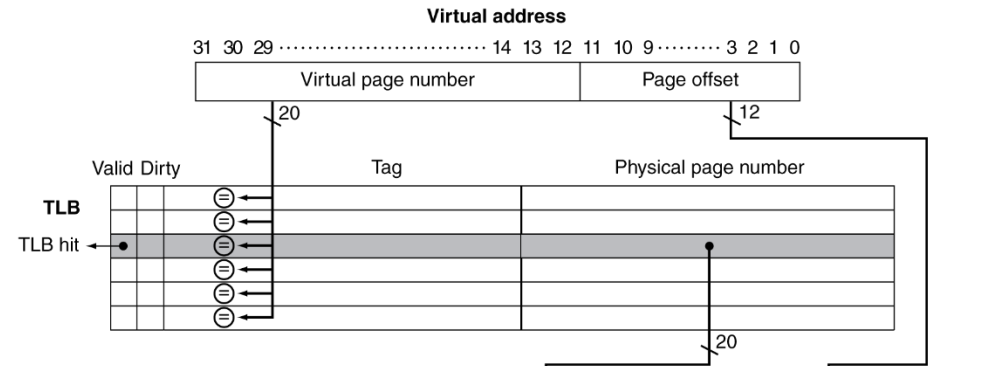 Virtual address
31 30 29 ································ 14 13 12 11 10 9 ········· 3 2 1 0
Virtual page number Page offset
20 12
Valid Dirty Tag Physical page number
TLB
=
=
TLB hit =
=
=
=
20